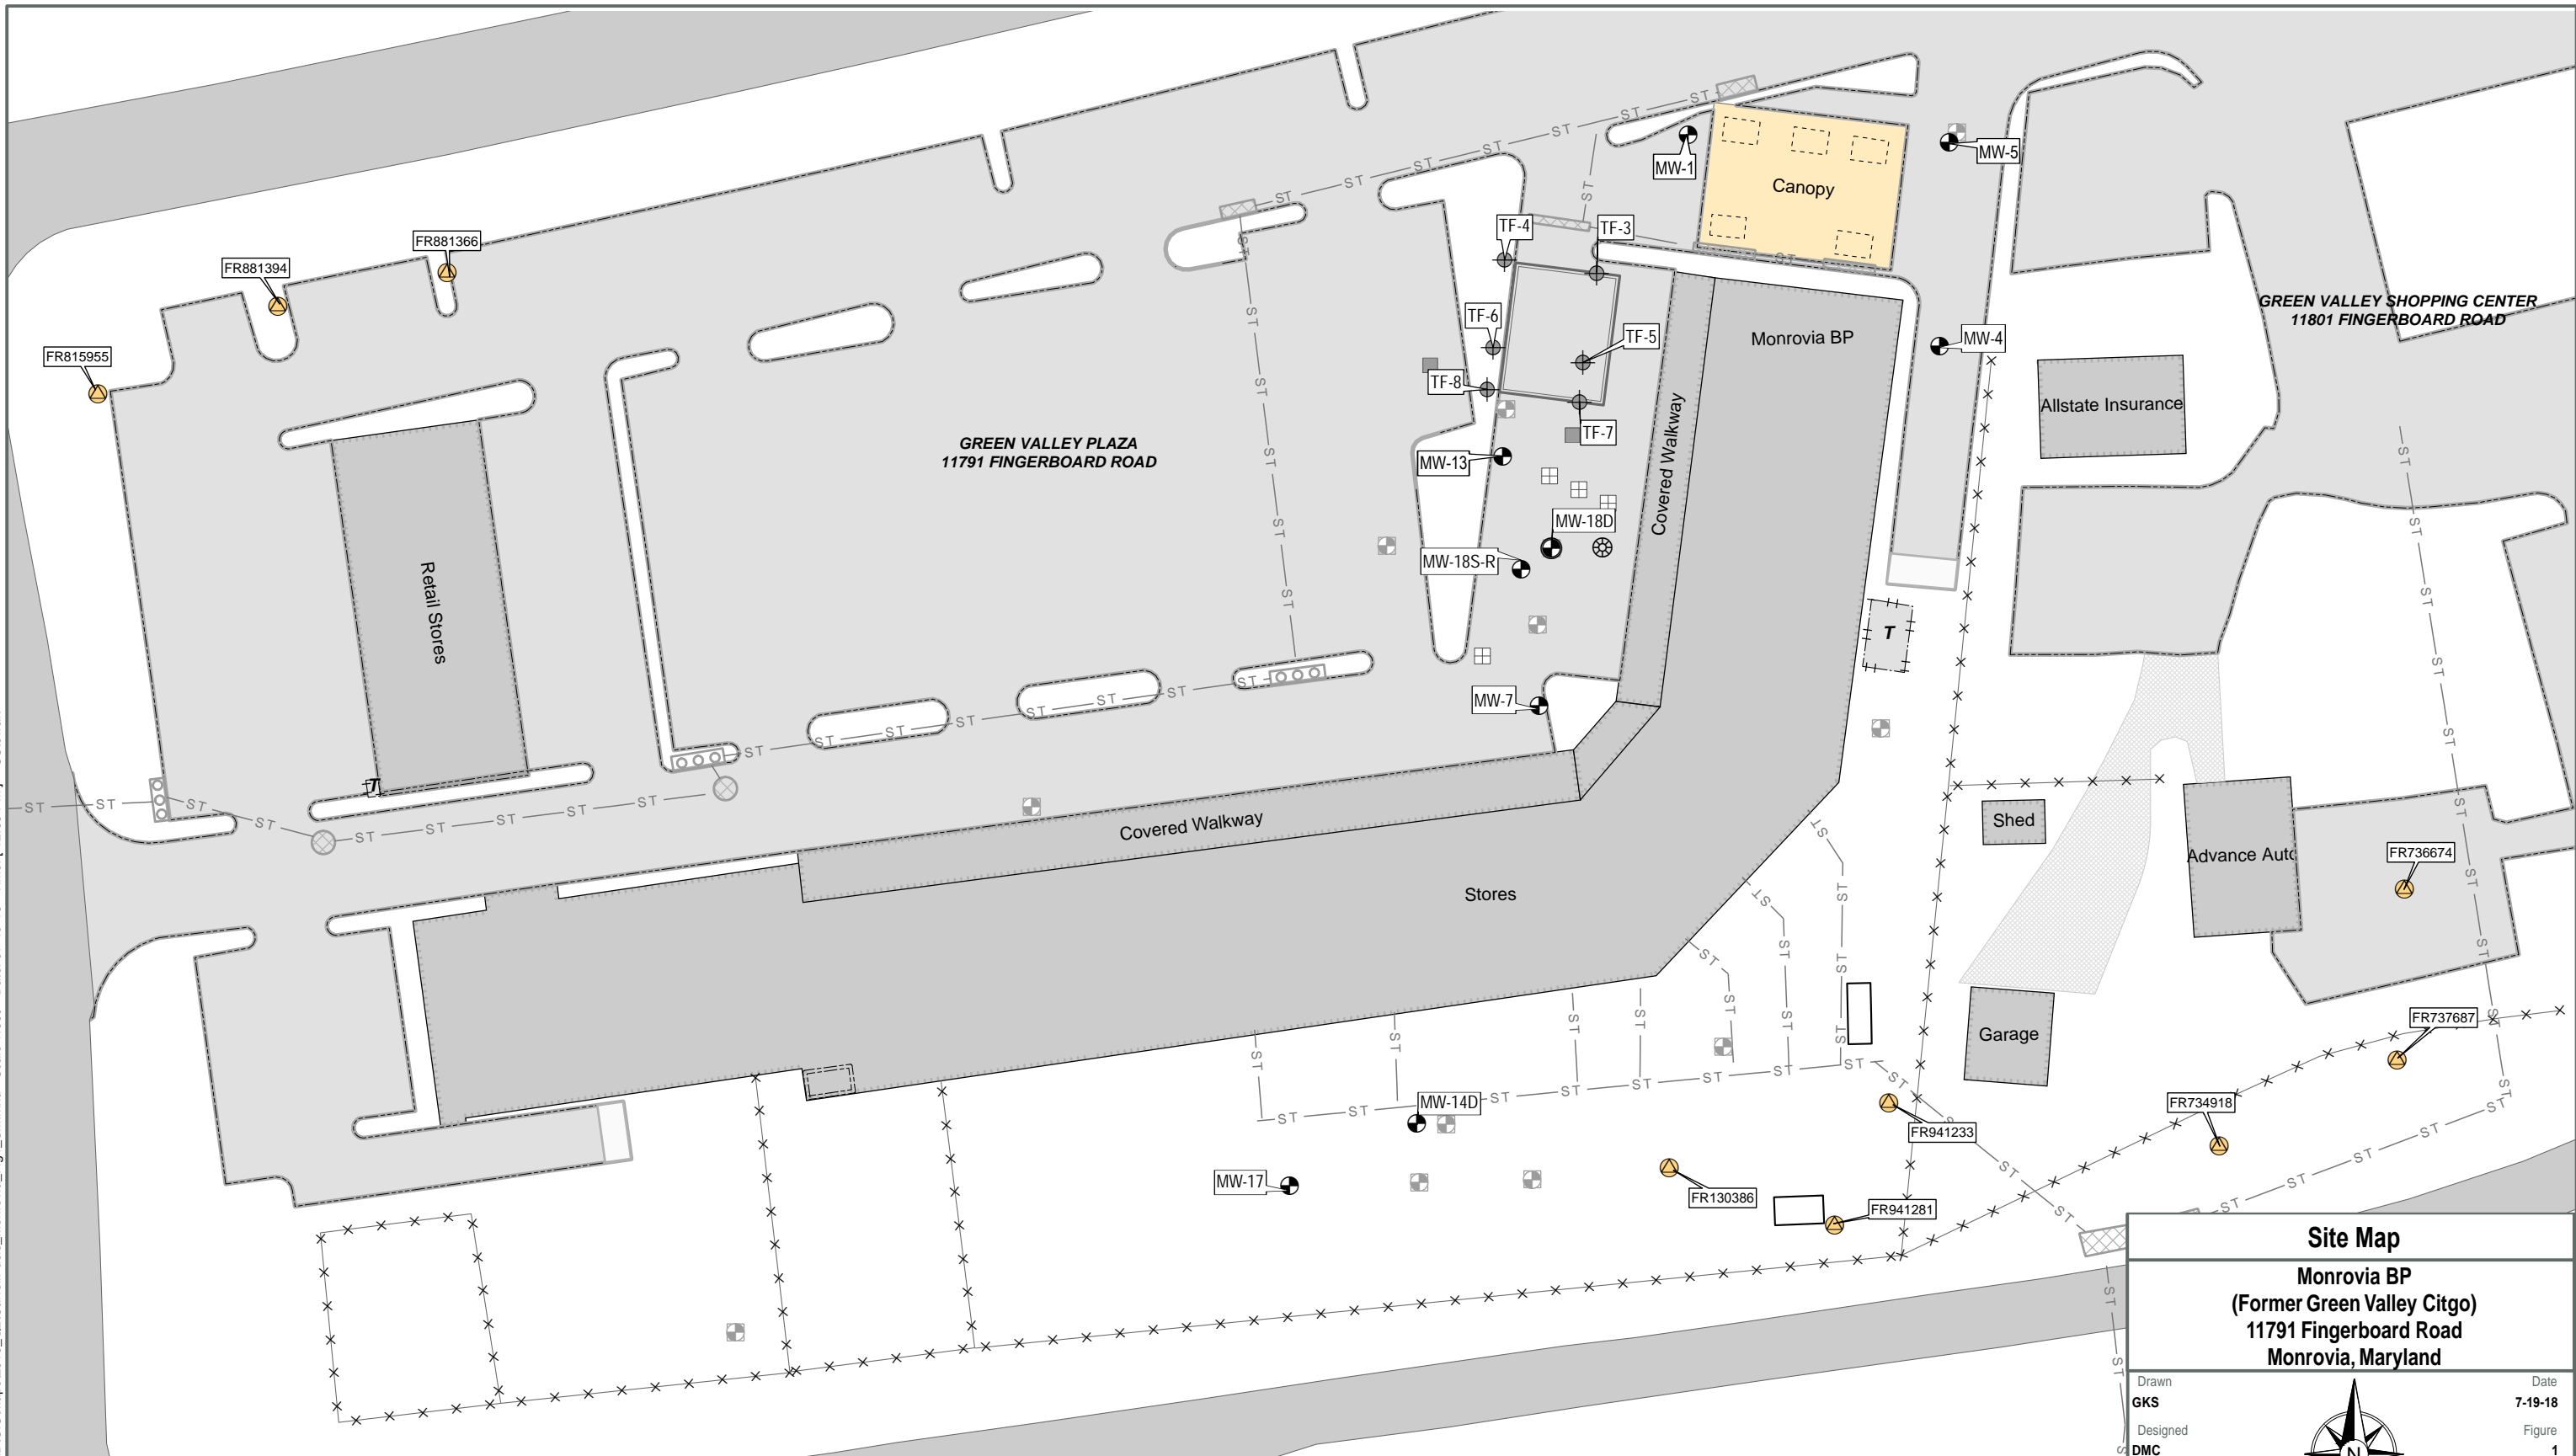 MW-1
MW-5
Canopy
TF-4
TF-3
FR881366
FR881394
GREEN VALLEY SHOPPING CENTER
11801 FINGERBOARD ROAD
TF-6
TF-5
Monrovia BP
MW-4
FR815955
TF-8
Allstate Insurance
Covered Walkway
TF-7
GREEN VALLEY PLAZA
11791 FINGERBOARD ROAD
MW-13
MW-18D
MW-18S-R
Retail Stores
T
MW-7
T
Covered Walkway
Shed
Advance Auto
FR736674
Stores
Garage
FR737687
MW-14D
FR734918
FR941233
MW-17
FR130386
FR941281
ST
Site Map
Monrovia BP
(Former Green Valley Citgo)
11791 Fingerboard Road
Monrovia, Maryland
Drawn
Date
GKS
7-19-18
Designed
Figure
DMC
1
N